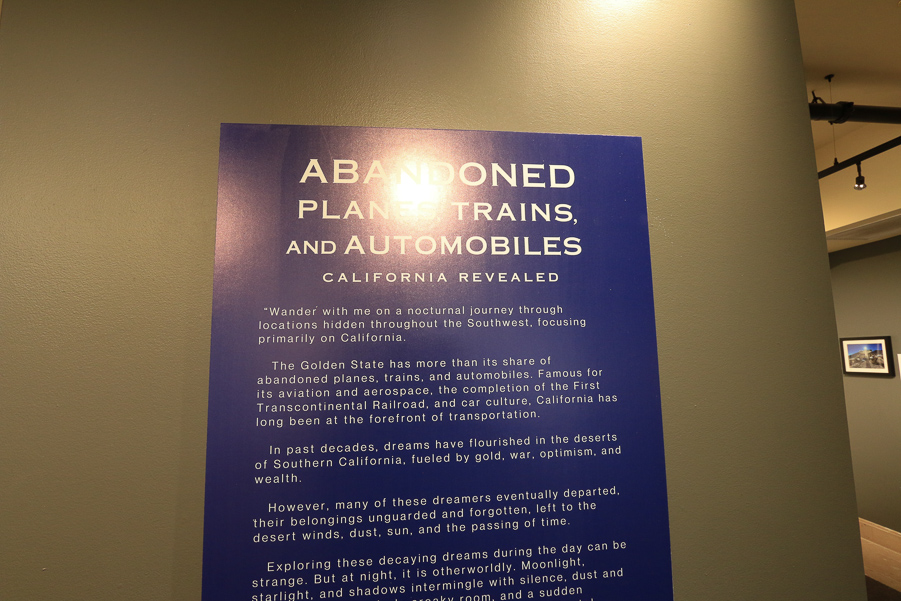 ABANDONED
PLANES, TRAINS,
AND AUTOMOBILES
CALIFORNIA REVEALED
"Wander with me on a nocturnal journey through
locations hidden throughout the Southwest, focusing
primarily on California.
The Golden State has more than its share of
abandoned planes, trains, and automobiles. Famous for
its aviation and aerospace, the completion of the First
Transcontinental Railroad, and car culture, California has
long been at the forefront of transportation.
In past decades, dreams have flourished in the deserts
of Southern California, fueled by gold, war, optimism, and
wealth.
However, many of these dreamers eventually departed,
their belongings unguarded and forgotten, left to the
desert winds, dust, sun, and the passing of time.
Exploring these decaying dreams during the day can be
strange. But at night, it is otherworldly. Moonlight,
starlight, and shadows intermingle with silence, dust and
creaky room, and a sudden